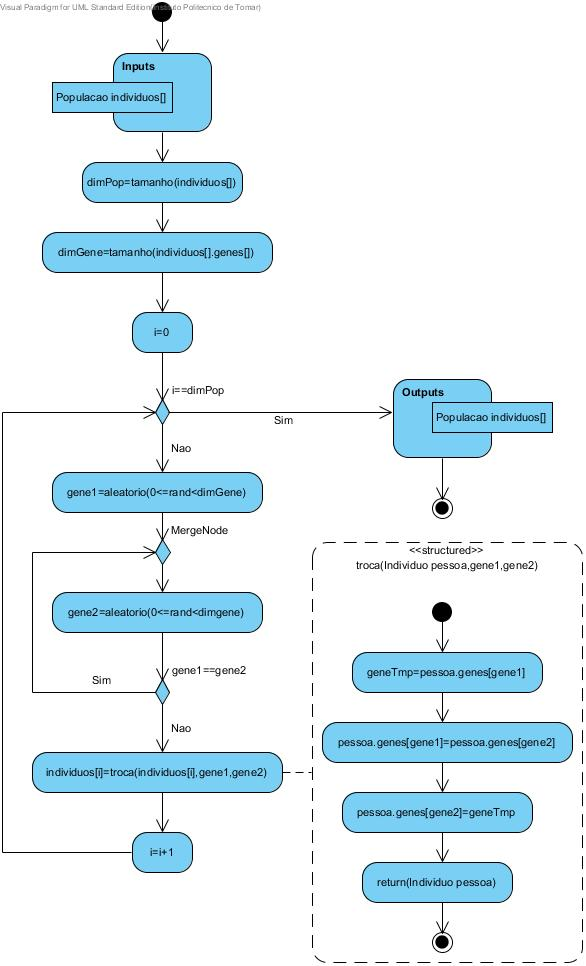 Visual Paradigm for UML Standard Edition(Instituto Politecnico de Tomar)
Inputs
Populacao individuos[]
dimPop=tamanho(individuos[])
dimGene=tamanho(individuos[].genes[])
i=0
i==dimPop
Sim
Outputs
Populacao individuos[]
Nao
gene1=aleatorio(0<=rand<dimGene)
MergeNode
gene2=aleatorio(0<=rand<dimgene)
gene1==gene2
Sim
Nao
individuos[i]=troca(individuos[i],gene1,gene2)
i=i+1
<<structured>>
troca(Individuo pessoa,gene1,gene2)
geneTmp=pessoa.genes[gene1]
pessoa.genes[gene1]=pessoa.genes[gene2]
pessoa.genes[gene2]=geneTmp
return(Individuo pessoa)